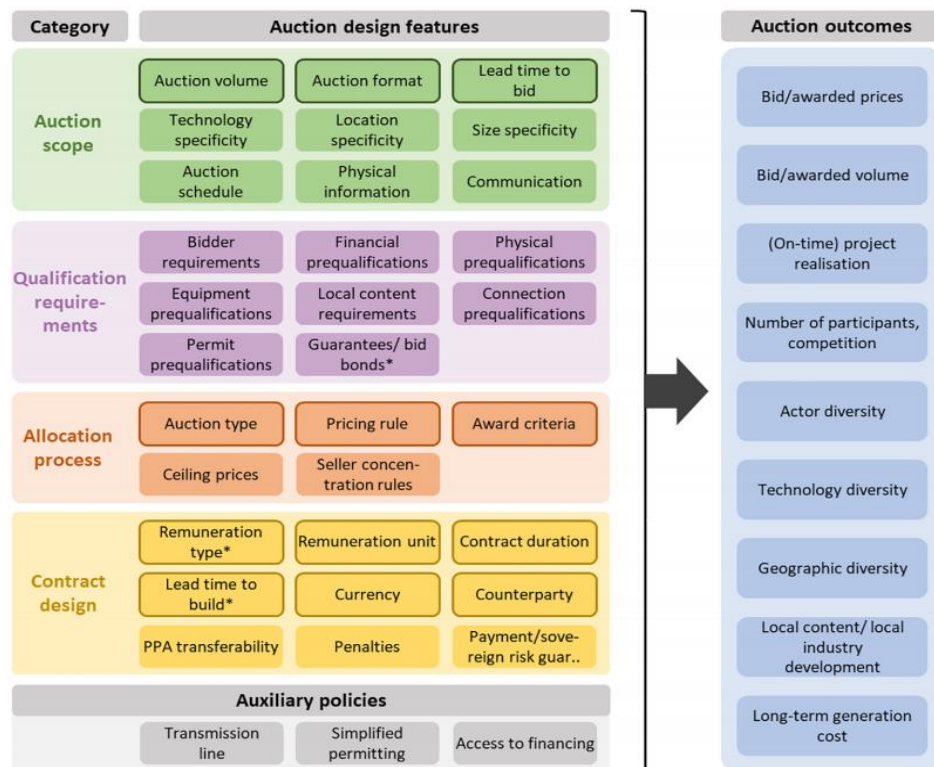 Category
Auction design features
Auction outcomes
Auction
scope
Auction volume
Auction format
Lead time to
bid
Technology
specificity
Location
specificity
Size specificity
Auction
schedule
Physical
information
Communication
Qualification
require-
ments
Bidder
requirements
Financial
prequalifications
Physical
prequalifications
Equipment
prequalifications
Local content
requirements
Connection
prequalifications
Permit
prequalifications
Guarantees/ bid
bonds*
Allocation
process
Auction type
Pricing rule
Award criteria
Ceiling prices
Seller concen-
tration rules
Contract
design
Remuneration
type*
Remuneration unit
Contract duration
Lead time to
build*
Currency
Counterparty
PPA transferability
Penalties
Payment/sove-
reign risk guar..
Auxiliary policies
Transmission
line
Simplified
permitting
Access to financing
Bid/awarded prices
Bid/awarded volume
(On-time) project
realisation
Number of participants,
competition
Actor diversity
Technology diversity
Geographic diversity
Local content/ local
industry
development
Long-term generation
cost